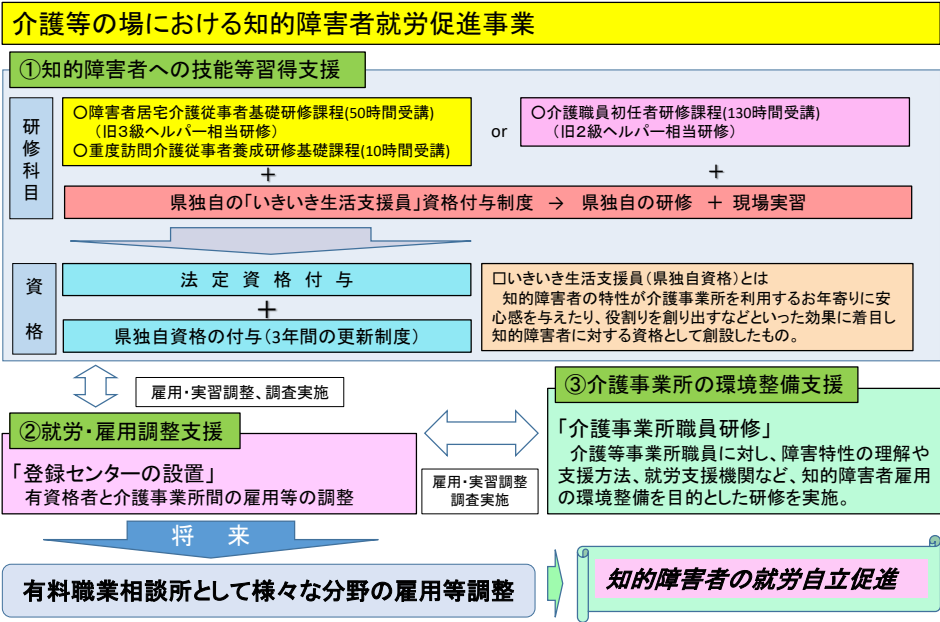 介護等の場における知的障害者就労促進事業
①知的障害者への技能等習得支援
研修科目
〇障害者居宅介護従事者基礎研修課程(50時間受講)
（旧３級ヘルパー相当研修）
〇重度訪問介護従事者養成研修基礎課程(10時間受講)
or
〇介護職員初任者研修課程(130時間受講)
（旧２級ヘルパー相当研修）
＋
＋
県独自の「いきいき生活支援員」資格付与制度 → 県独自の研修 ＋ 現場実習
資格
法 定 資 格 付 与
＋
県独自資格の付与（3年間の更新制度）
□いきいき生活支援員（県独自資格）とは
知的障害者の特性が介護事業所を利用するお年寄りに安
心感を与えたり、役割りを創り出すなどといった効果に着目し
知的障害者に対する資格として創設したもの。
雇用・実習調整、調査実施
②就労・雇用調整支援
「登録センターの設置」
有資格者と介護事業所間の雇用等の調整
雇用・実習調整
調査実施
③介護事業所の環境整備支援
「介護事業所職員研修」
介護等事業所職員に対し、障害特性の理解や
支援方法、就労支援機関など、知的障害者雇用
の環境整備を目的とした研修を実施。
将 来
有料職業相談所として様々な分野の雇用等調整
知的障害者の就労自立促進